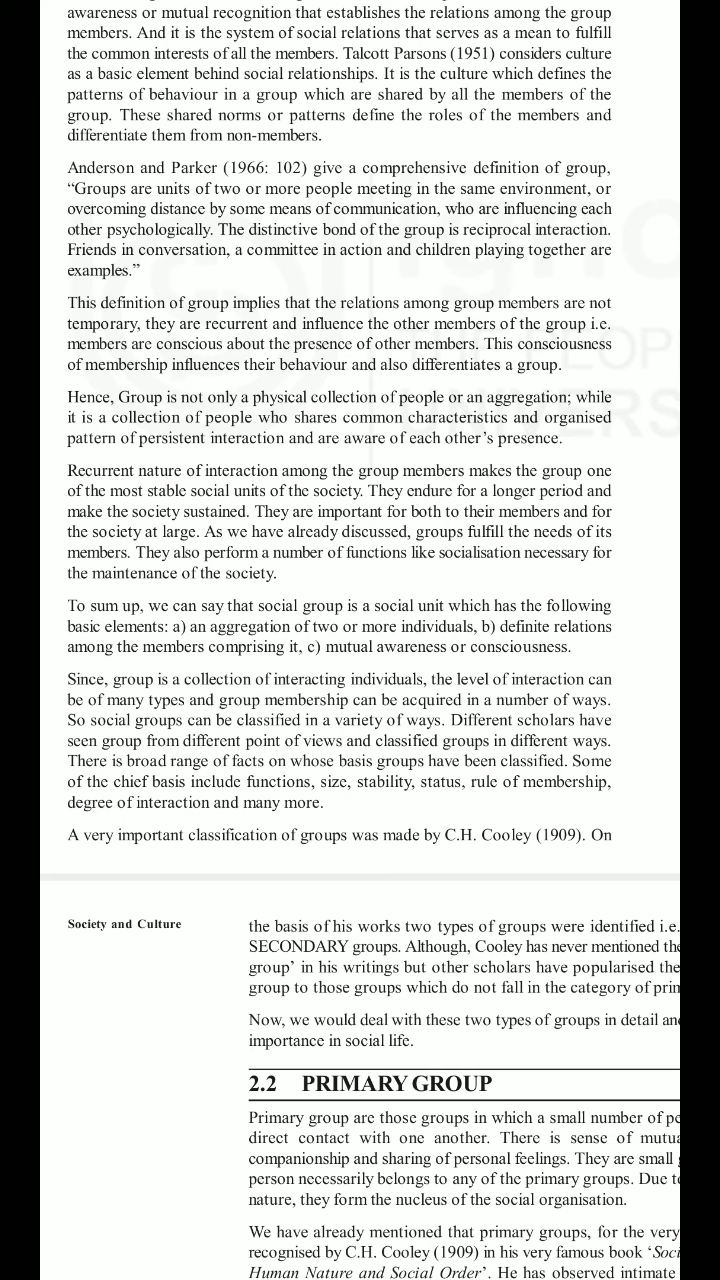 awareness or mutual recognition that establishes the relations among the group
members. And it is the system of social relations that serves as a mean to fulfill
the common interests of all the members. Talcott Parsons (1951) considers culture
as a basic element behind social relationships. It is the culture which defines the
patterns of behaviour in a group which are shared by all the members of the
group. These shared norms or patterns define the roles of the members and
differentiate them from non-members.
Anderson and Parker (1966: 102) give a comprehensive definition of group,
“Groups are units of two or more people meeting in the same environment, or
overcoming distance by some means of communication, who are influencing each
other psychologically. The distinctive bond of the group is reciprocal interaction.
Friends in conversation, a committee in action and children playing together are
examples.”
This definition of group implies that the relations among group members are not
temporary, they are recurrent and influence the other members of the group i.e.
members are conscious about the presence of other members. This consciousness
of membership influences their behaviour and also differentiates a group.
Hence, Group is not only a physical collection of people or an aggregation; while
it is a collection of people who shares common characteristics and organised
pattern of persistent interaction and are aware of each other’s presence.
Recurrent nature of interaction among the group members makes the group one
of the most stable social units of the society. They endure for a longer period and
make the society sustained. They are important for both to their members and for
the society at large. As we have already discussed, groups fulfill the needs of its
members. They also perform a number of functions like socialisation necessary for
the maintenance of the society.
To sum up, we can say that social group is a social unit which has the following
basic elements: a) an aggregation of two or more individuals, b) definite relations
among the members comprising it, c) mutual awareness or consciousness.
Since, group is a collection of interacting individuals, the level of interaction can
be of many types and group membership can be acquired in a number of ways.
So social groups can be classified in a variety of ways. Different scholars have
seen group from different point of views and classified groups in different ways.
There is broad range of facts on whose basis groups have been classified. Some
of the chief basis include functions, size, stability, status, rule of membership,
degree of interaction and many more.
A very important classification of groups was made by C.H. Cooley (1909). On
Society and Culture
the basis of his works two types of groups were identified i.e.
SECONDARY groups. Although, Cooley has never mentioned the
group’ in his writings but other scholars have popularised the
group to those groups which do not fall in the category of
Now, we would deal with these two types of groups in detail
importance in social life.
2.2 PRIMARY GROUP
Primary group are those groups in which a small number of
direct contact with one another. There is sense of
companionship and sharing of personal feelings. They are small
person necessarily belongs to any of the primary groups. Due
nature, they form the nucleus of the social organisation.
We have already mentioned that primary groups, for the very
recognised by C.H. Cooley (1909) in his very famous book
Human Nature and Social Order’. He has observed intimate